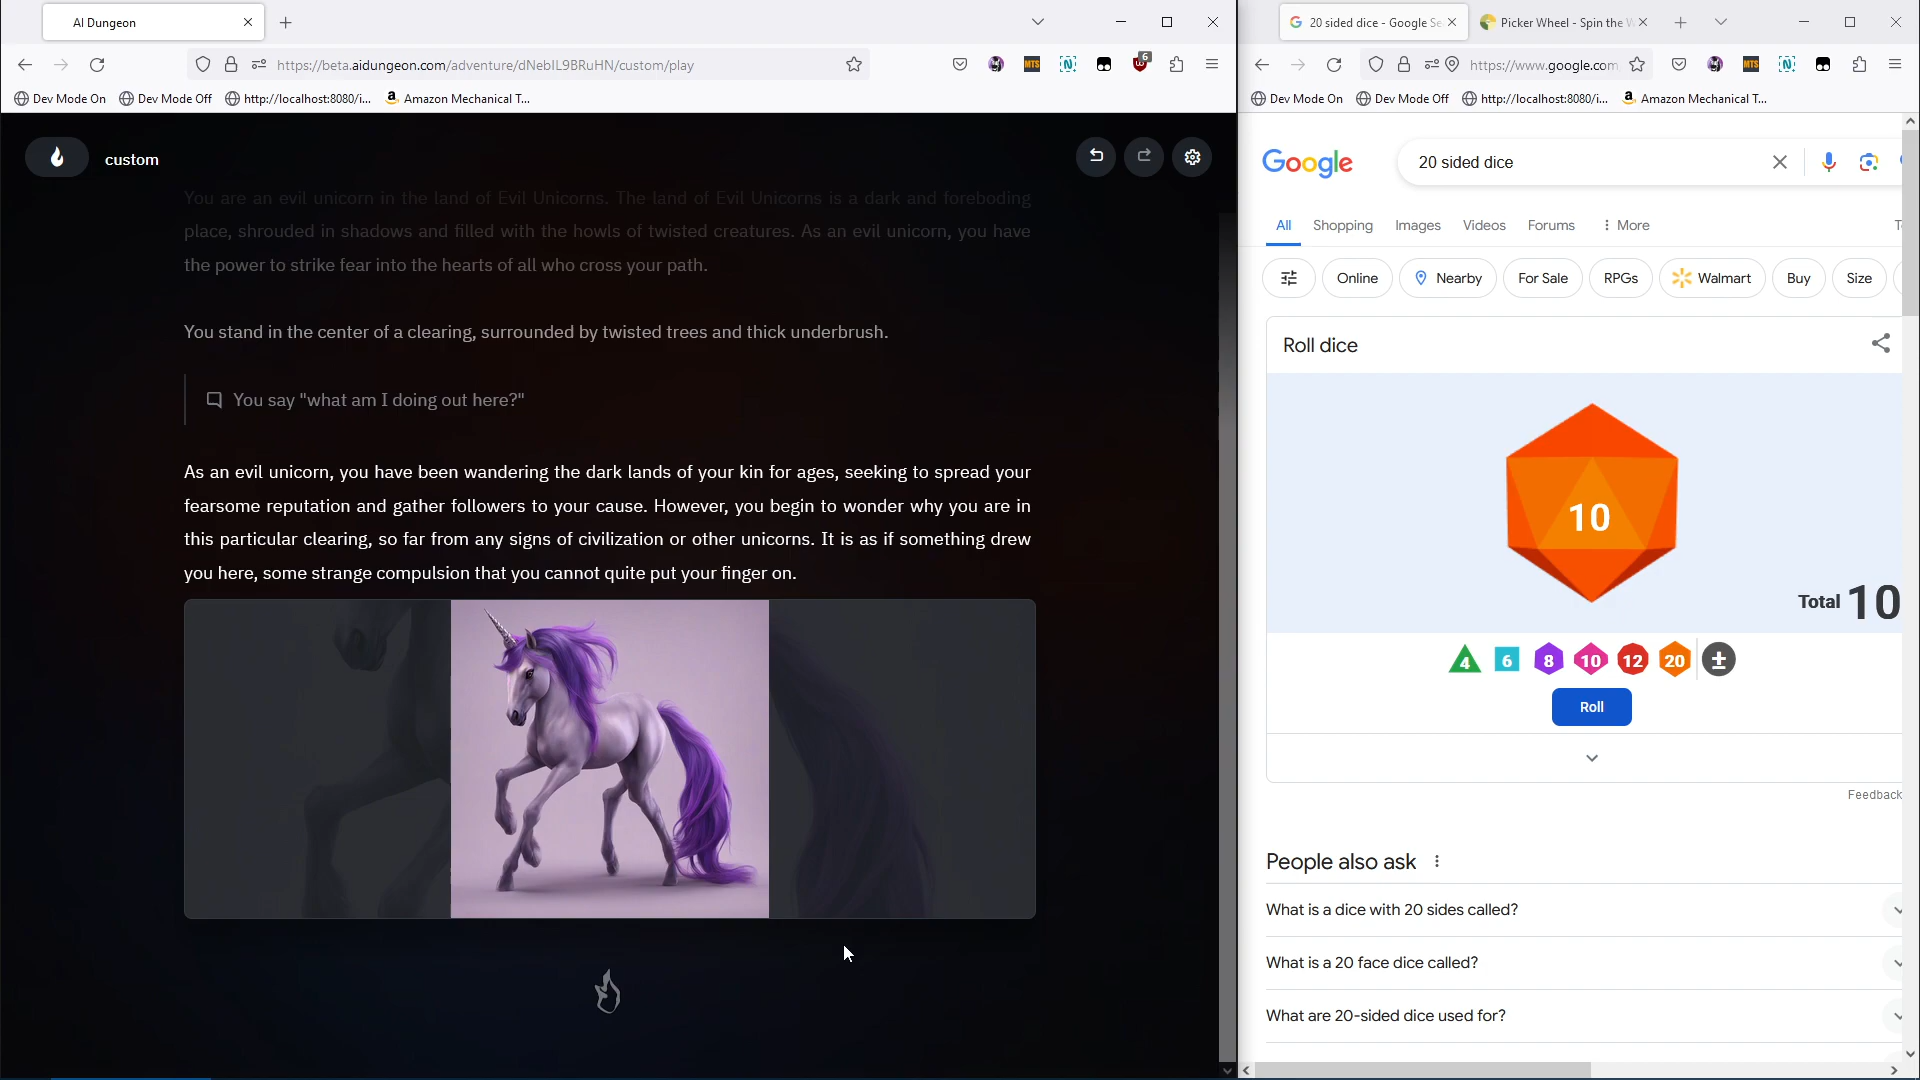 AI Dungeon
https://beta.aidungeon.com/adventure/dNebIL9BRuHN/custom/play
MTS
N
6
Dev Mode On
Dev Mode Off
http://localhost:8080/i...
Amazon Mechanical T...
custom
You are an evil unicorn in the land of Evil Unicorns. The land of Evil Unicorns is a dark and foreboding
place, shrouded in shadows and filled with the howls of twisted creatures. As an evil unicorn, you have
the power to strike fear into the hearts of all who cross your path.
You stand in the center of a clearing, surrounded by twisted trees and thick underbrush.
You say "what am I doing out here?"
As an evil unicorn, you have been wandering the dark lands of your kin for ages, seeking to spread your
fearsome reputation and gather followers to your cause. However, you begin to wonder why you are in
this particular clearing, so far from any signs of civilization or other unicorns. It is as if something drew
you here, some strange compulsion that you cannot quite put your finger on.
20 sided dice - Google Se
Picker Wheel - Spin the W
https://www.google.com
MTS
N
Dev Mode On
Dev Mode Off
http://localhost:8080/i...
Amazon Mechanical T...
Google
20 sided dice
All
Shopping
Images
Videos
Forums
More
Online
Nearby
For Sale
RPGs
Walmart
Buy
Size
Roll dice
10
Total 10
4
6
8
10
12
20
±
Roll
Feedback
People also ask
What is a dice with 20 sides called?
What is a 20 face dice called?
What are 20-sided dice used for?